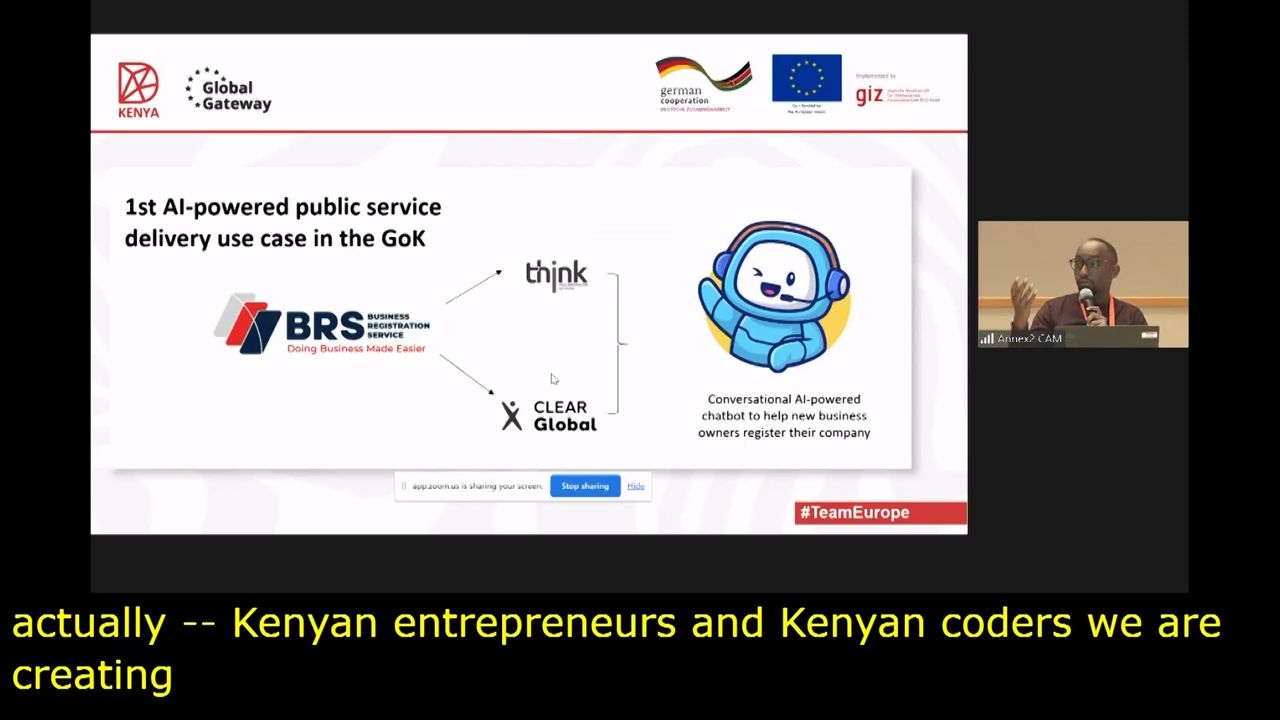 KENYA
Global
Gateway
german
cooperation
DEUTSCHE ZUSAMMENARBEIT
Co-funded by
the European Union
Implemented by
giz
1st AI-powered public service
delivery use case in the GoK
think
BRS BUSINESS
REGISTRATION
SERVICE
Doing Business Made Easier
CLEAR
Global
Conversational AI-powered
chatbot to help new business
owners register their company
app.zoom.us is sharing your screen.
Stop sharing
Hide
#TeamEurope
Annex2 CAM
actually -- Kenyan entrepreneurs and Kenyan coders we are
creating